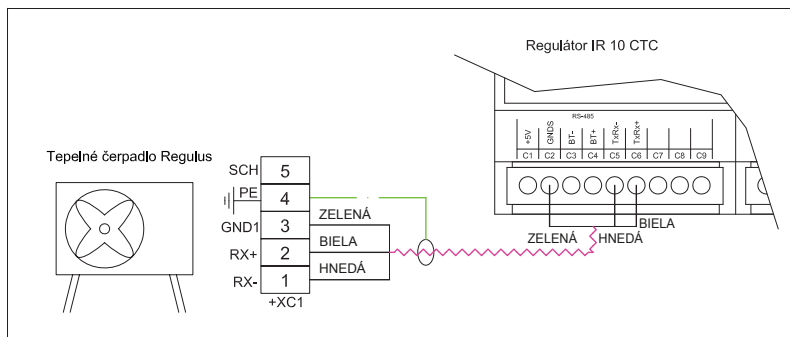 Regulátor IR 10 CTC
RS-485
+5V GNDS BT- BT+ TxRx- TxRx+
C1 C2 C3 C4 C5 C6 C7 C8 C9
Tepelné čerpadlo Regulus
SCH 5
PE 4
GND1 3 ZELENÁ
RX+ 2 BIELA
RX- 1 HNEDÁ
+XC1
BIELA
ZELENÁ HNEDÁ